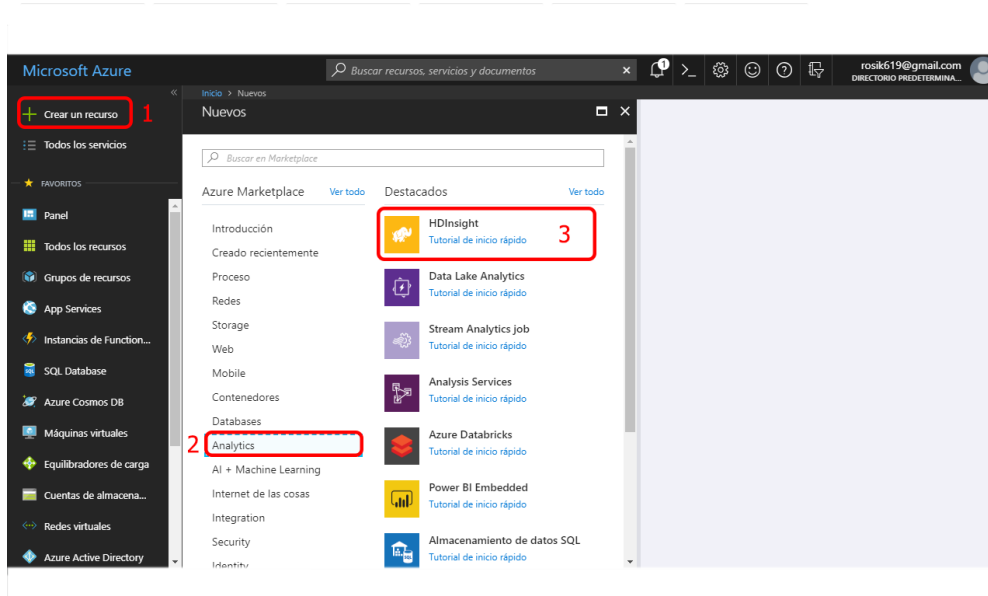 Microsoft Azure
Buscar recursos, servicios y documentos
1
rosik619@gmail.com
DIRECTORIO PREDETERMINA...
Crear un recurso
1
Todos los servicios
FAVORITOS
Panel
Todos los recursos
Grupos de recursos
App Services
Instancias de Function...
SQL Database
Azure Cosmos DB
Máquinas virtuales
Equilibradores de carga
Cuentas de almacena...
Redes virtuales
Azure Active Directory
Inicio > Nuevos
Nuevos
Buscar en Marketplace
Azure Marketplace
Ver todo
Introducción
Creado recientemente
Proceso
Redes
Storage
Web
Mobile
Contenedores
Databases
2
Analytics
AI + Machine Learning
Internet de las cosas
Integration
Security
Identity
Destacados
Ver todo
HDInsight
Tutorial de inicio rápido
3
Data Lake Analytics
Tutorial de inicio rápido
Stream Analytics job
Tutorial de inicio rápido
Analysis Services
Tutorial de inicio rápido
Azure Databricks
Tutorial de inicio rápido
Power BI Embedded
Tutorial de inicio rápido
Almacenamiento de datos SQL
Tutorial de inicio rápido